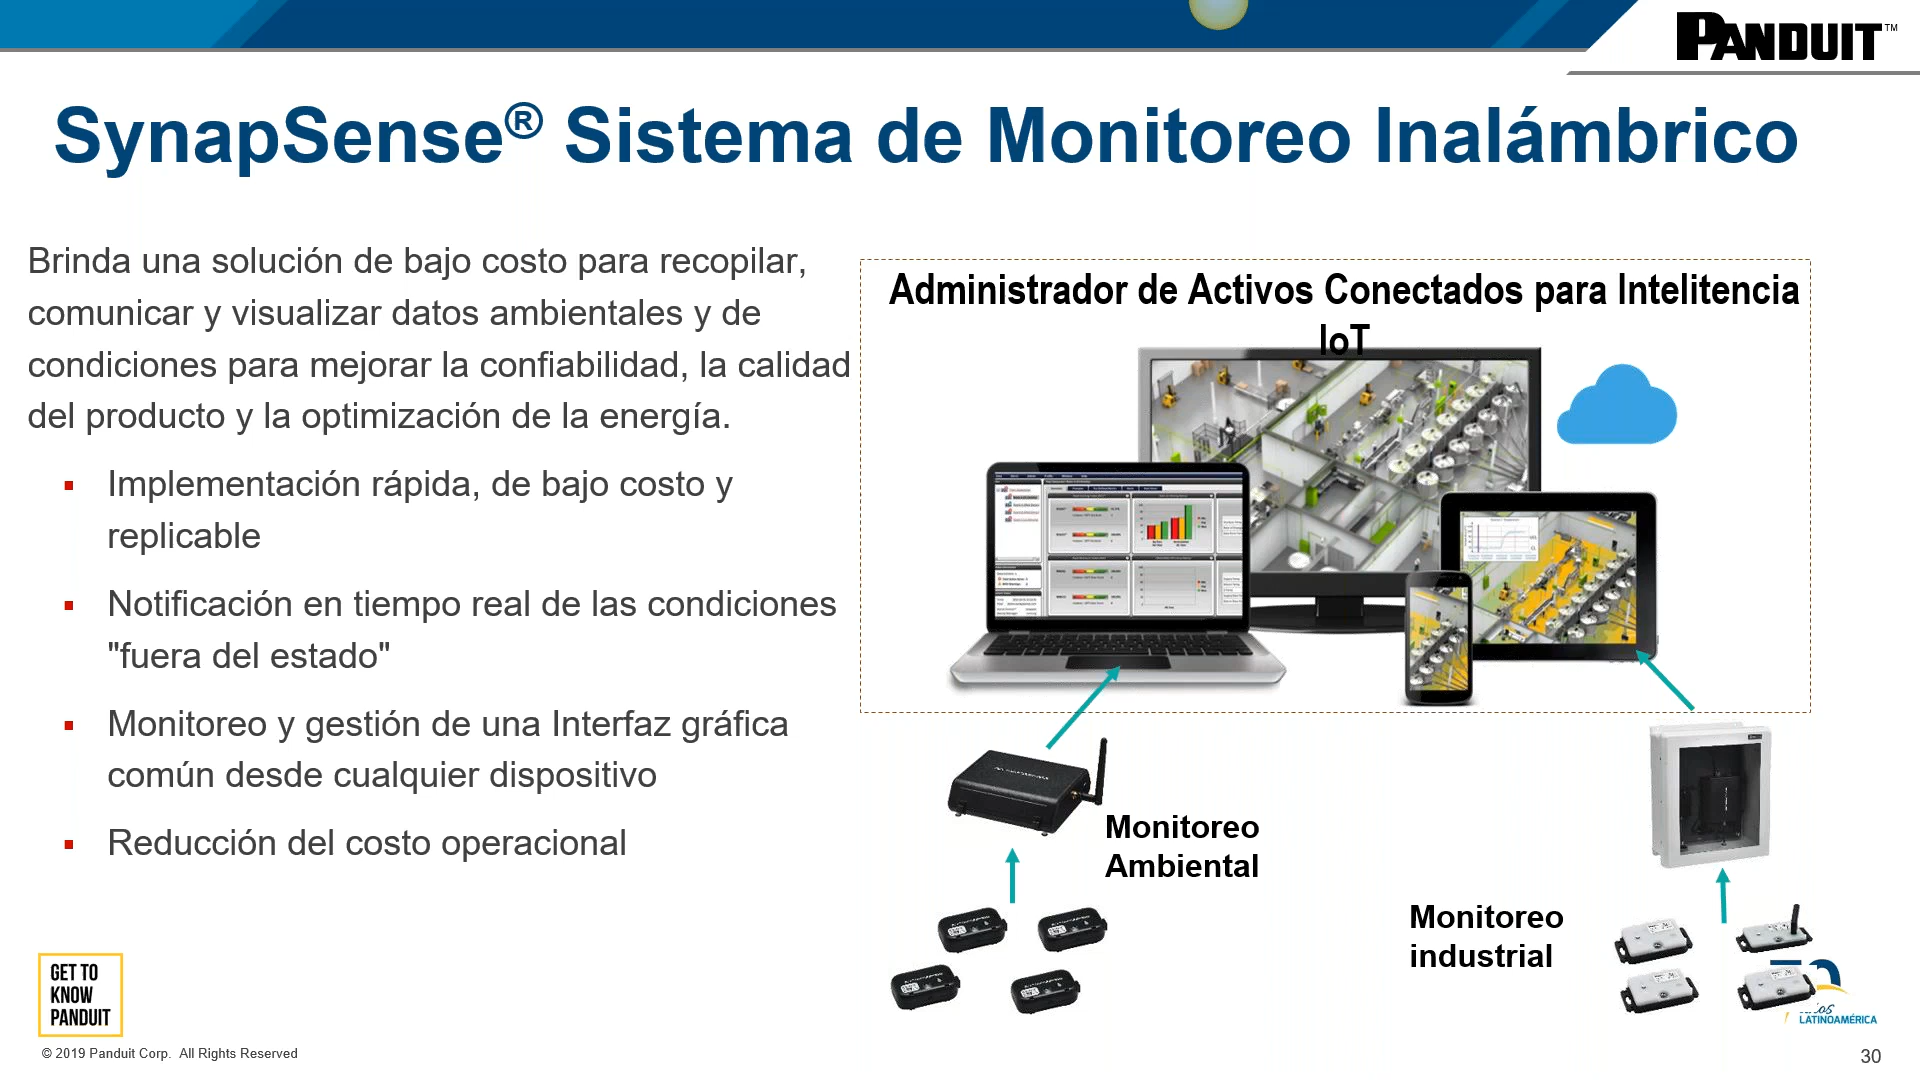 PANDUIT™
SynapSense® Sistema de Monitoreo Inalámbrico
Brinda una solución de bajo costo para recopilar,
comunicar y visualizar datos ambientales y de
condiciones para mejorar la confiabilidad, la calidad
del producto y la optimización de la energía.
▪ Implementación rápida, de bajo costo y
replicable
▪ Notificación en tiempo real de las condiciones
"fuera del estado"
▪ Monitoreo y gestión de una Interfaz gráfica
común desde cualquier dispositivo
▪ Reducción del costo operacional
Administrador de Activos Conectados para Intelitencia
IoT
Monitoreo
Ambiental
Monitoreo
industrial
LATINOAMÉRICA
GET TO
KNOW
PANDUIT
© 2019 Panduit Corp. All Rights Reserved
30